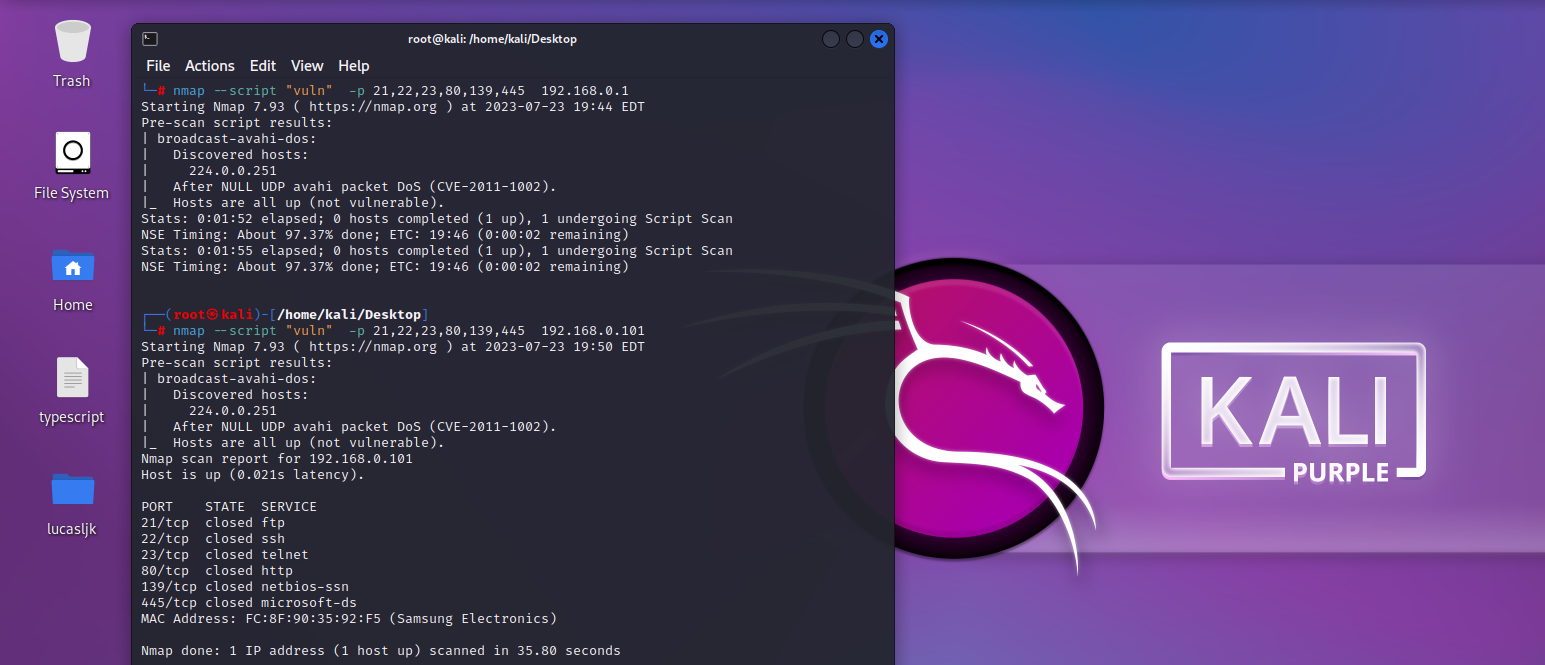 Trash
File System
Home
typescript
lucasljk
root@kali: /home/kali/Desktop
File Actions Edit View Help
└─# nmap --script "vuln"  -p 21,22,23,80,139,445  192.168.0.1
Starting Nmap 7.93 ( https://nmap.org ) at 2023-07-23 19:44 EDT
Pre-scan script results:
| broadcast-avahi-dos:
|   Discovered hosts:
|     224.0.0.251
|   After NULL UDP avahi packet DoS (CVE-2011-1002).
|_  Hosts are all up (not vulnerable).
Stats: 0:01:52 elapsed; 0 hosts completed (1 up), 1 undergoing Script Scan
NSE Timing: About 97.37% done; ETC: 19:46 (0:00:02 remaining)
Stats: 0:01:55 elapsed; 0 hosts completed (1 up), 1 undergoing Script Scan
NSE Timing: About 97.37% done; ETC: 19:46 (0:00:02 remaining)
┌──(root㉿kali)-[/home/kali/Desktop]
└─# nmap --script "vuln"  -p 21,22,23,80,139,445  192.168.0.101
Starting Nmap 7.93 ( https://nmap.org ) at 2023-07-23 19:50 EDT
Pre-scan script results:
| broadcast-avahi-dos:
|   Discovered hosts:
|     224.0.0.251
|   After NULL UDP avahi packet DoS (CVE-2011-1002).
|_  Hosts are all up (not vulnerable).
Nmap scan report for 192.168.0.101
Host is up (0.021s latency).
PORT    STATE  SERVICE
21/tcp  closed ftp
22/tcp  closed ssh
23/tcp  closed telnet
80/tcp  closed http
139/tcp closed netbios-ssn
445/tcp closed microsoft-ds
MAC Address: FC:8F:90:35:92:F5 (Samsung Electronics)
Nmap done: 1 IP address (1 host up) scanned in 35.80 seconds
KALI
PURPLE